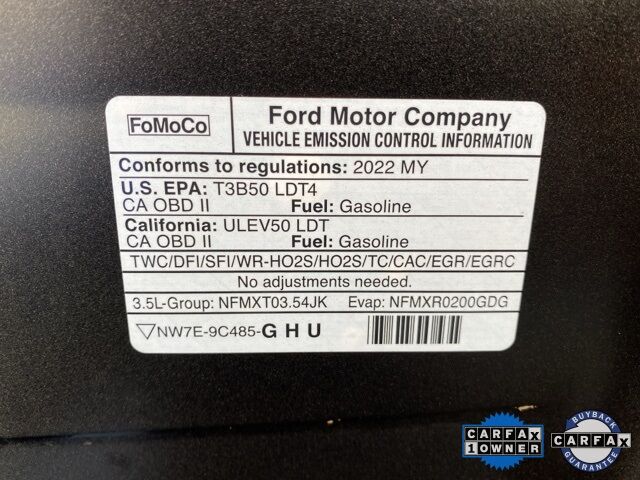 FoMoCo
Ford Motor Company
VEHICLE EMISSION CONTROL INFORMATION
Conforms to regulations: 2022 MY
U.S. EPA: T3B50 LDT4
CA OBD II Fuel: Gasoline
California: ULEV50 LDT
CA OBD II Fuel: Gasoline
TWC/DFI/SFI/WR-HO2S/HO2S/TC/CAC/EGR/EGRC
No adjustments needed.
3.5L-Group: NFMXT03.54JK Evap: NFMXR0200GDG
NW7E-9C485-G H U
CARFAX
1 OWNER
BUYBACK
CARFAX
GUARANTEE